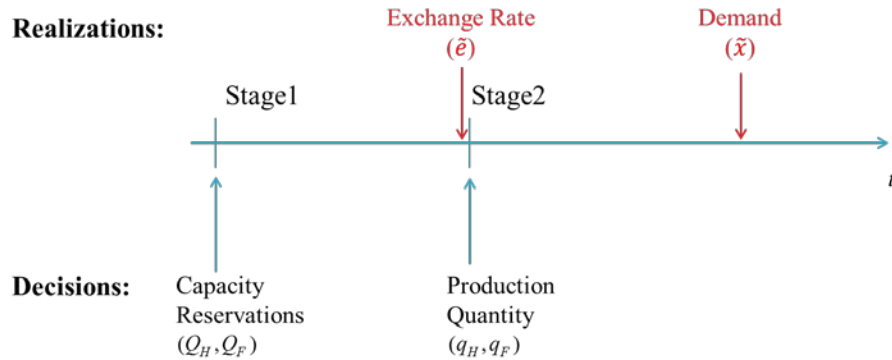 Realizations:
Exchange Rate
(ẽ)
Demand
(x̃)
Stage1
Stage2
t
Decisions:
Capacity
Reservations
(Q_H, Q_F)
Production
Quantity
(q_H, q_F)